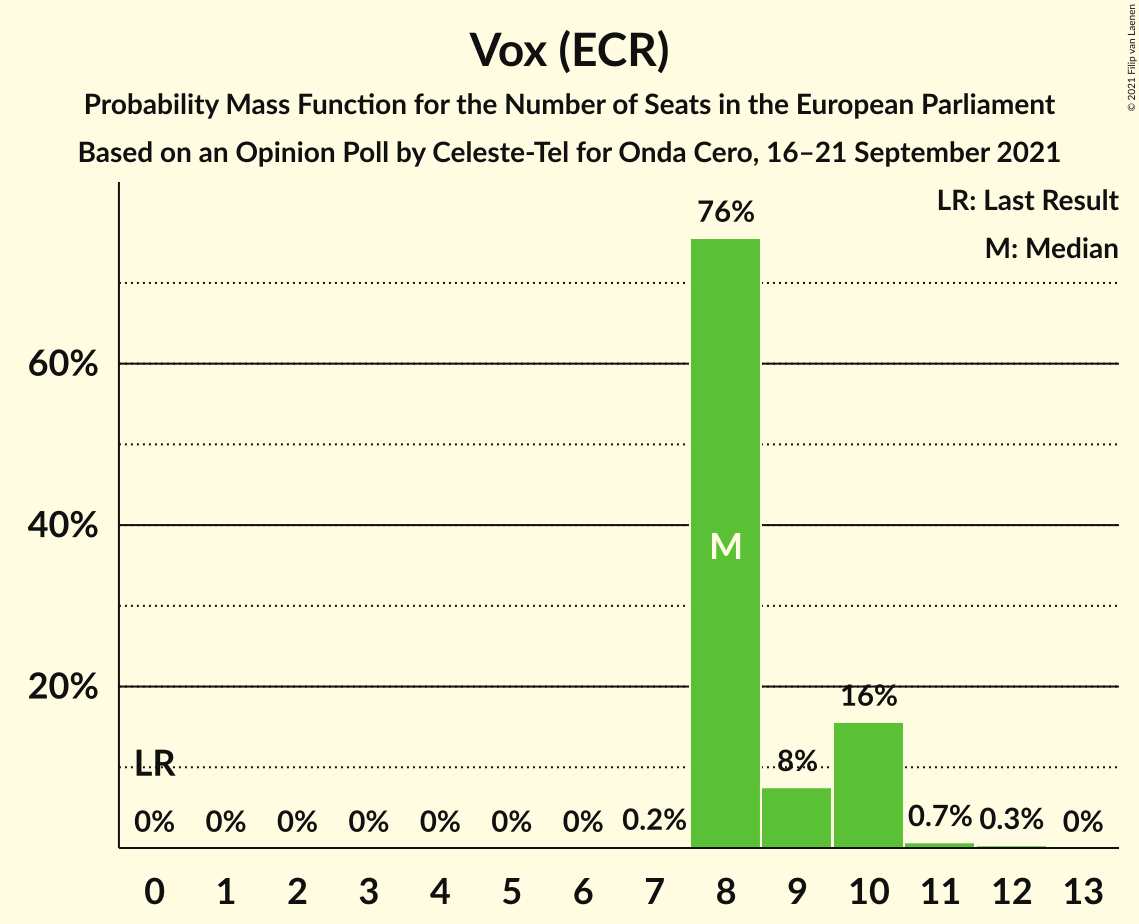 Vox (ECR)
Probability Mass Function for the Number of Seats in the European Parliament
Based on an Opinion Poll by Celeste-Tel for Onda Cero, 16–21 September 2021
© 2021 Filip van Laenen
LR: Last Result
M: Median
76%
60%
40%
M
20%
16%
LR
8%
0% 0% 0% 0% 0% 0% 0% 0.2% 0.7% 0.3% 0%
0 1 2 3 4 5 6 7 8 9 10 11 12 13